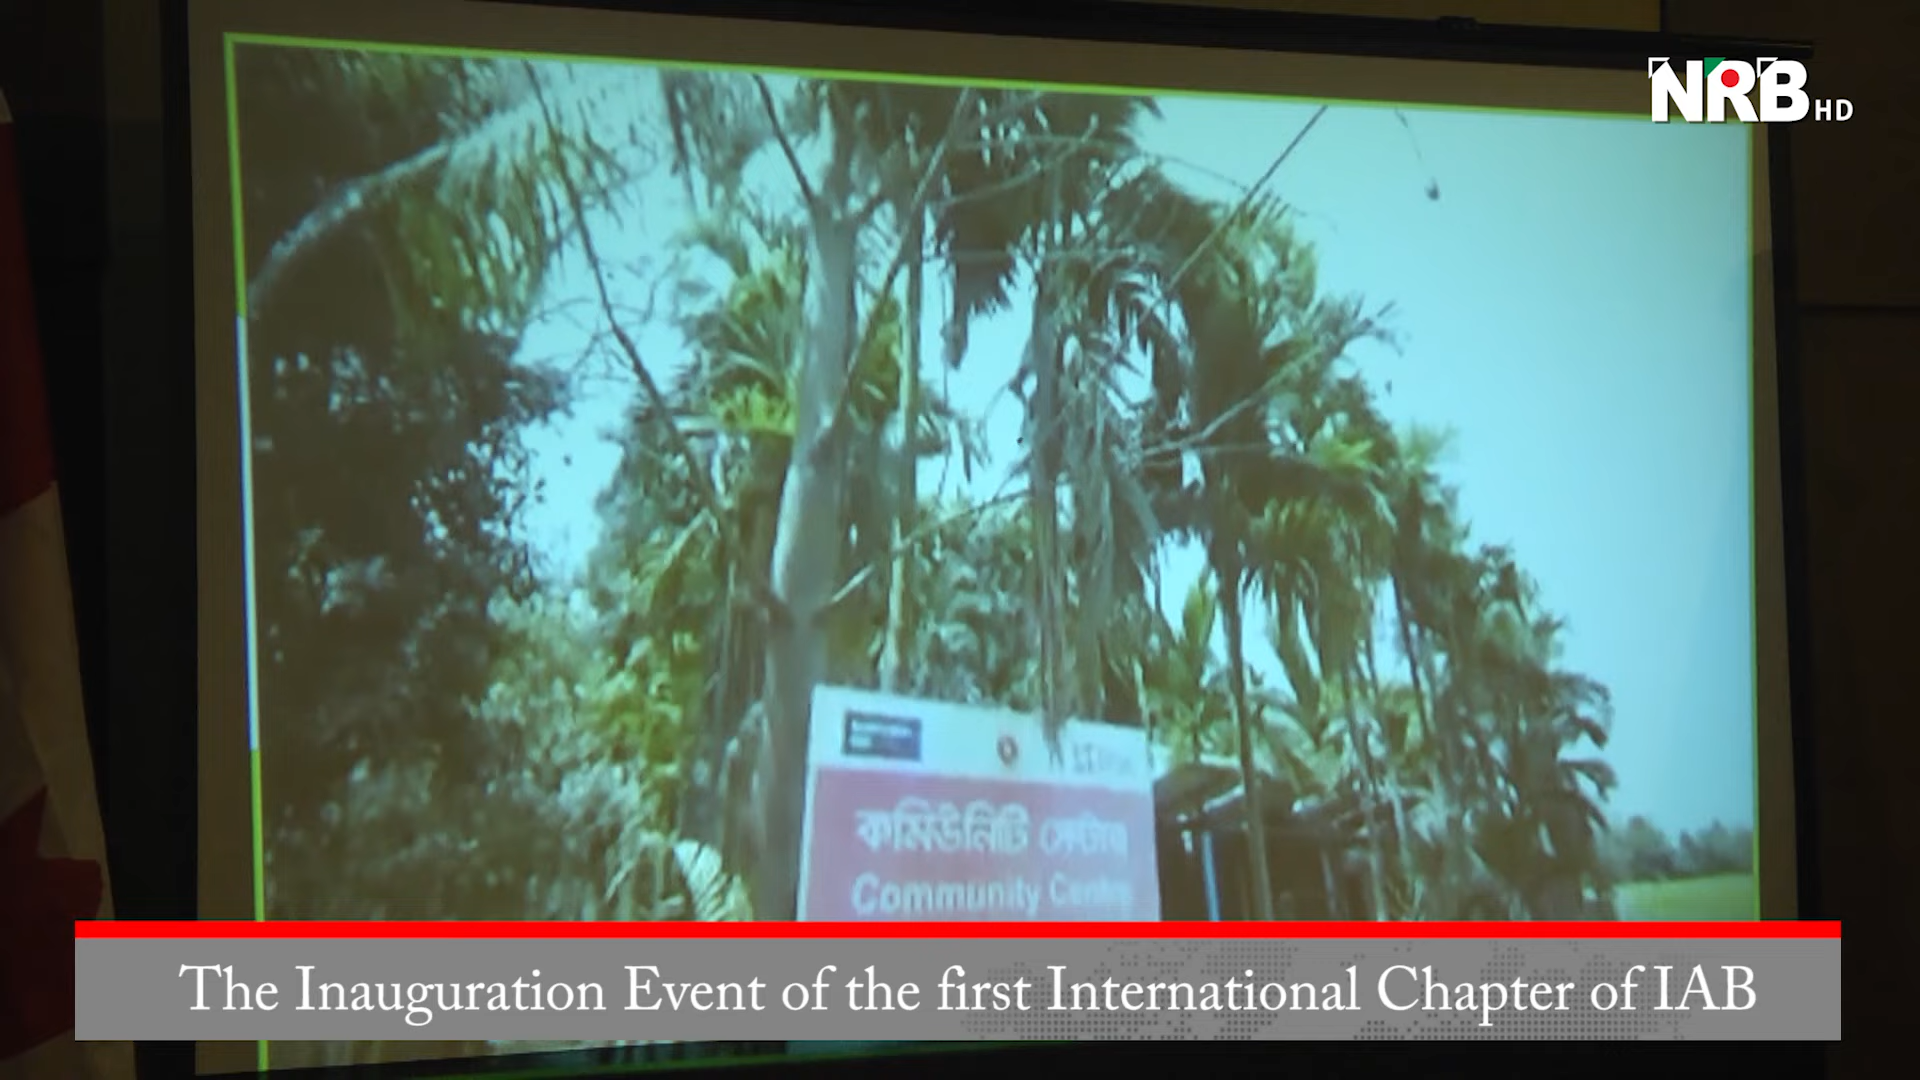 NRB HD
কমিউনিটি সেন্টার
Community Centre
The Inauguration Event of the first International Chapter of IAB